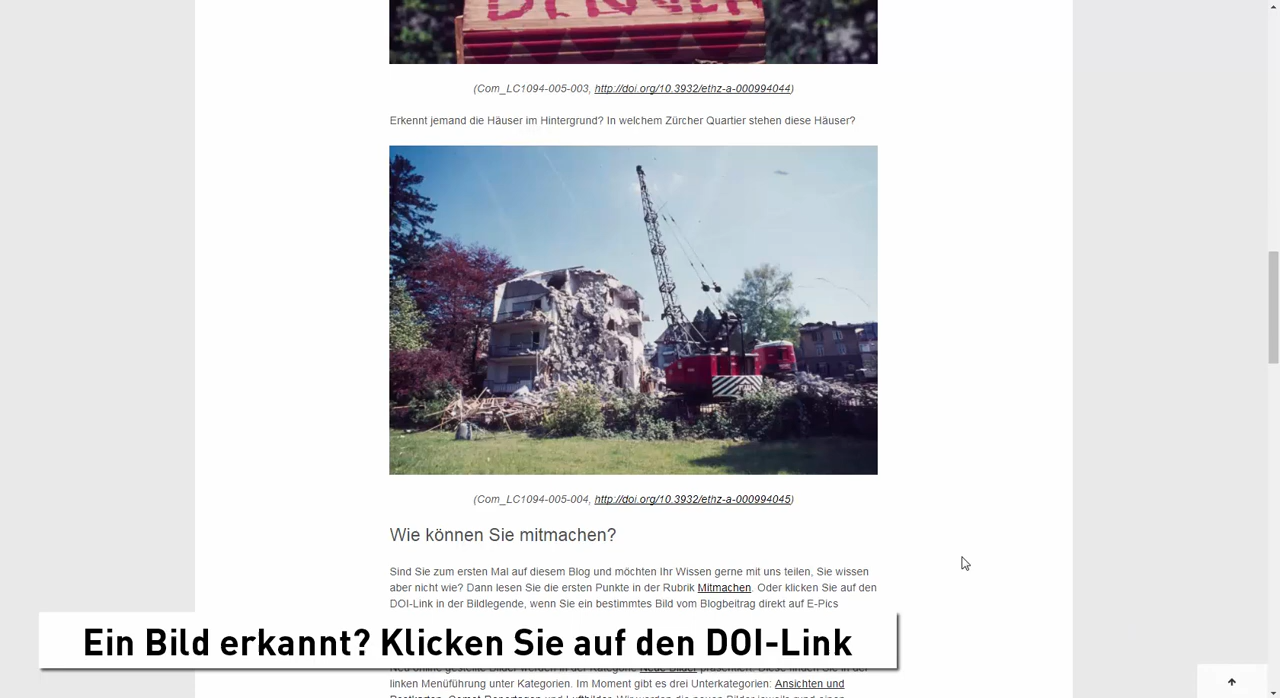 (Com_LC1094-005-003, http://doi.org/10.3932/ethz-a-000994044)
Erkennt jemand die Häuser im Hintergrund? In welchem Zürcher Quartier stehen diese Häuser?
(Com_LC1094-005-004, http://doi.org/10.3932/ethz-a-000994045)
Wie können Sie mitmachen?
Sind Sie zum ersten Mal auf diesem Blog und möchten Ihr Wissen gerne mit uns teilen, Sie wissen
aber nicht wie? Dann lesen Sie die ersten Punkte in der Rubrik Mitmachen. Oder klicken Sie auf den
DOI-Link in der Bildlegende, wenn Sie ein bestimmtes Bild vom Blogbeitrag direkt auf E-Pics
Ein Bild erkannt? Klicken Sie auf den DOI-Link
linken Menüführung unter Kategorien. Im Moment gibt es drei Unterkategorien: Ansichten und